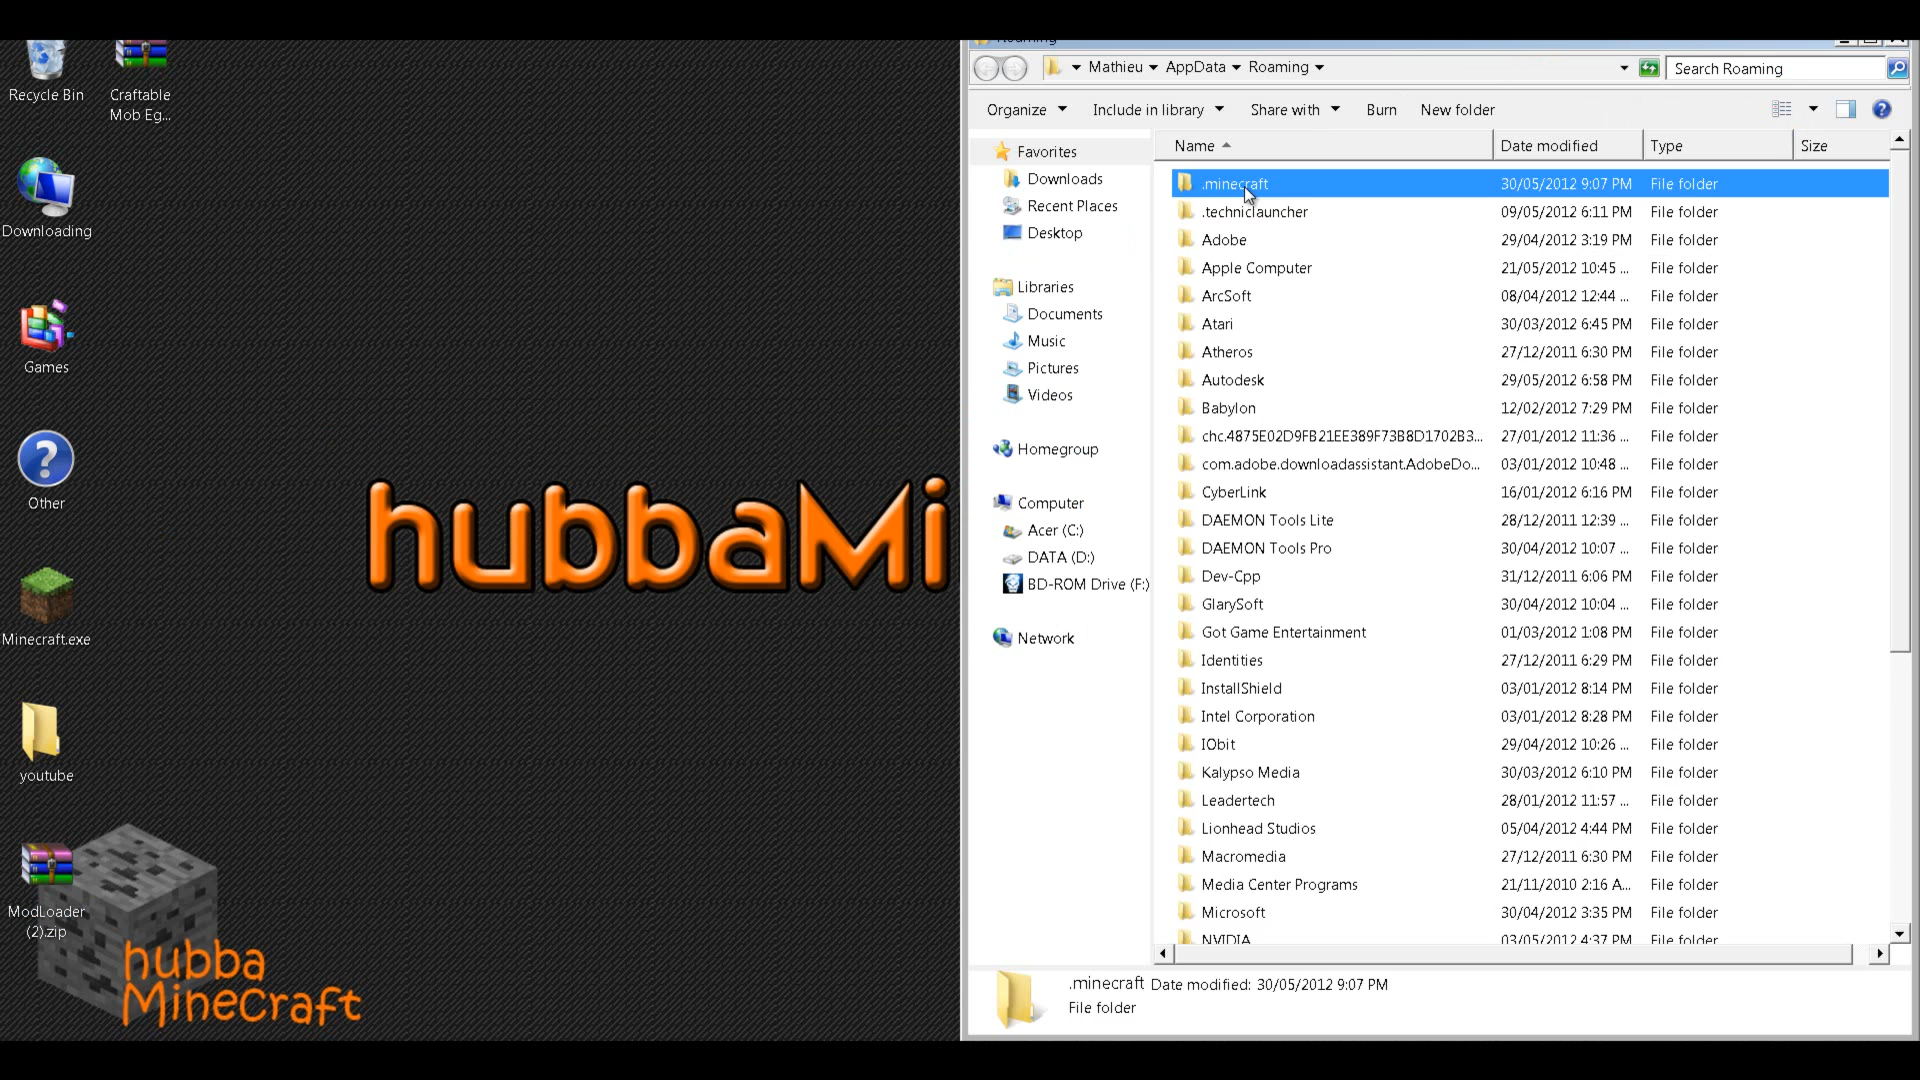 Recycle Bin
Craftable
Mob Eg...
Downloading
Games
Other
Minecraft.exe
youtube
ModLoader
(2).zip
hubbaMi
hubba
MineCraft
Roaming
Mathieu AppData Roaming
Search Roaming
Organize Include in library Share with Burn New folder
Favorites
Downloads
Recent Places
Desktop
Libraries
Documents
Music
Pictures
Videos
Homegroup
Computer
Acer (C:)
DATA (D:)
BD-ROM Drive (F:)
Network
Name Date modified Type Size
.minecraft 30/05/2012 9:07 PM File folder
.techniclauncher 09/05/2012 6:11 PM File folder
Adobe 29/04/2012 3:19 PM File folder
Apple Computer 21/05/2012 10:45 ... File folder
ArcSoft 08/04/2012 12:44 ... File folder
Atari 30/03/2012 6:45 PM File folder
Atheros 27/12/2011 6:30 PM File folder
Autodesk 29/05/2012 6:58 PM File folder
Babylon 12/02/2012 7:29 PM File folder
chc.4875E02D9FB21EE389F73B8D1702B3... 27/01/2012 11:36 ... File folder
com.adobe.downloadassistant.AdobeDo... 03/01/2012 10:48 ... File folder
CyberLink 16/01/2012 6:16 PM File folder
DAEMON Tools Lite 28/12/2011 12:39 ... File folder
DAEMON Tools Pro 30/04/2012 10:07 ... File folder
Dev-Cpp 31/12/2011 6:06 PM File folder
GlarySoft 30/04/2012 10:04 ... File folder
Got Game Entertainment 01/03/2012 1:08 PM File folder
Identities 27/12/2011 6:29 PM File folder
InstallShield 03/01/2012 8:14 PM File folder
Intel Corporation 03/01/2012 8:28 PM File folder
IObit 29/04/2012 10:26 ... File folder
Kalypso Media 30/03/2012 6:10 PM File folder
Leadertech 28/01/2012 11:57 ... File folder
Lionhead Studios 05/04/2012 4:44 PM File folder
Macromedia 27/12/2011 6:30 PM File folder
Media Center Programs 21/11/2010 2:16 A... File folder
Microsoft 30/04/2012 3:35 PM File folder
NVIDIA 03/05/2012 4:37 PM File folder
.minecraft Date modified: 30/05/2012 9:07 PM
File folder